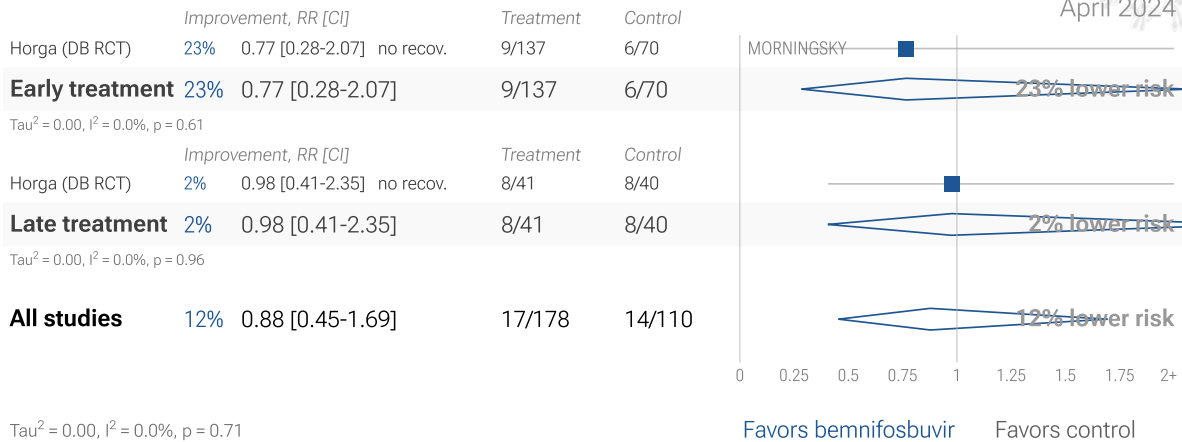 April 2024
Improvement, RR [CI] Treatment Control
Horga (DB RCT) 23% 0.77 [0.28-2.07] no recov. 9/137 6/70 MORNINGSKY
Early treatment 23% 0.77 [0.28-2.07] 9/137 6/70 23% lower risk
Tau² = 0.00, I² = 0.0%, p = 0.61
Improvement, RR [CI] Treatment Control
Horga (DB RCT) 2% 0.98 [0.41-2.35] no recov. 8/41 8/40
Late treatment 2% 0.98 [0.41-2.35] 8/41 8/40 2% lower risk
Tau² = 0.00, I² = 0.0%, p = 0.96
All studies 12% 0.88 [0.45-1.69] 17/178 14/110 12% lower risk
0 0.25 0.5 0.75 1 1.25 1.5 1.75 2+
Tau² = 0.00, I² = 0.0%, p = 0.71 Favors bemnifosbuvir Favors control